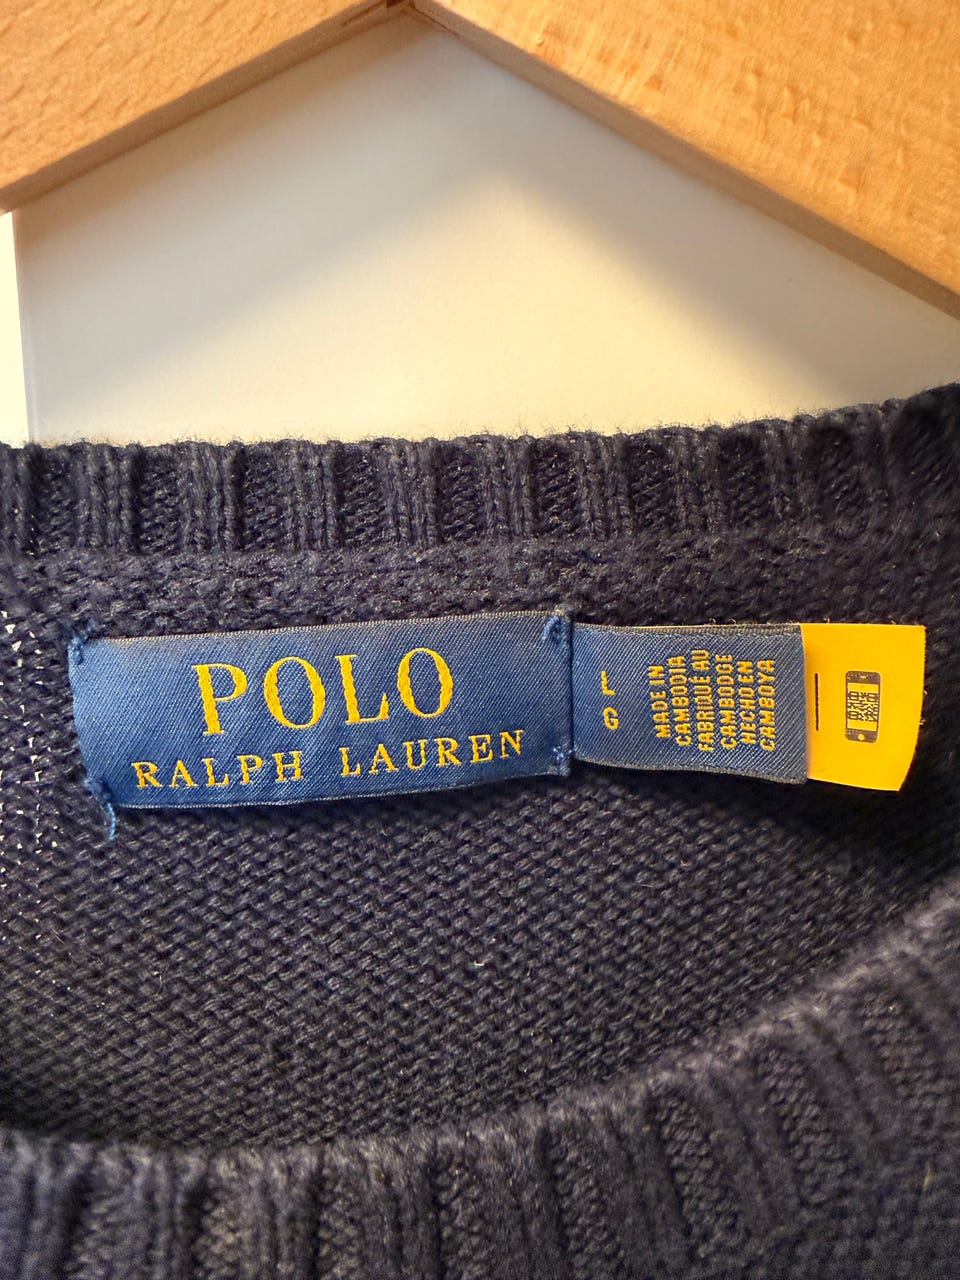 POLO
RALPH LAUREN
L
G
MADE IN
CAMBODIA
FABRIQUÉ AU
CAMBODGE
HECHO EN
CAMBOYA